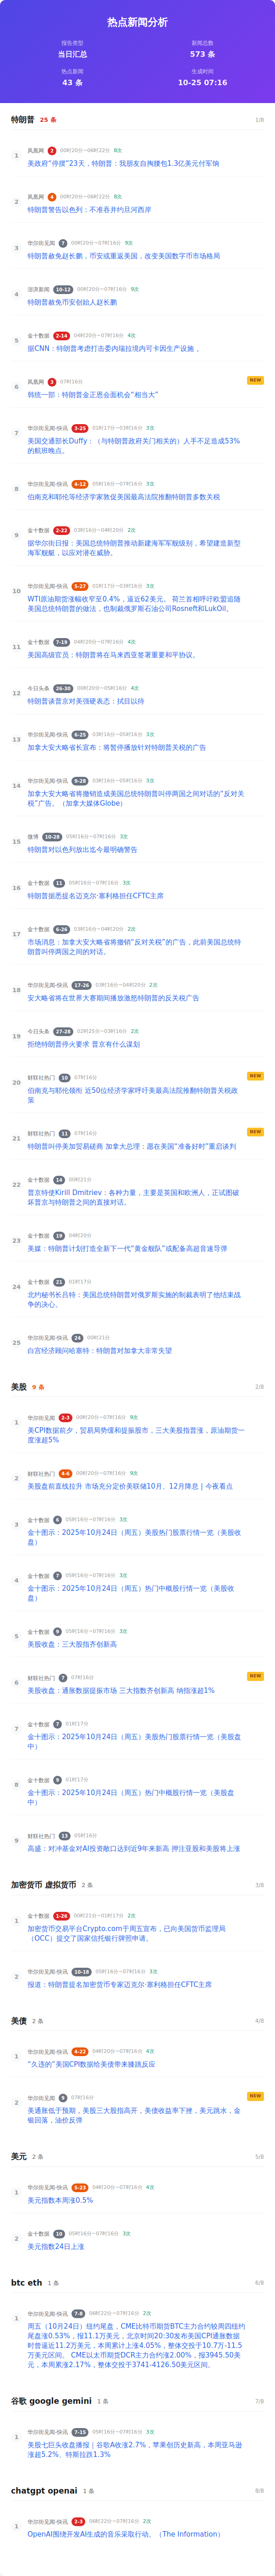 热点新闻分析
报告类型
当日汇总
新闻总数
573 条
热点新闻
43 条
生成时间
10-25 07:16
特朗普 25 条 1/8
1
凤凰网 2 00时20分~06时22分 8次
美政府“停摆”23天，特朗普：我朋友自掏腰包1.3亿美元付军饷
2
凤凰网 4 00时20分~06时22分 8次
特朗普警告以色列：不准吞并约旦河西岸
3
华尔街见闻 7 00时20分~07时16分 9次
特朗普赦免赵长鹏，币安或重返美国，改变美国数字币市场格局
4
澎湃新闻 10-12 00时20分~07时16分 9次
特朗普赦免币安创始人赵长鹏
5
金十数据 2-14 04时20分~07时16分 4次
据CNN：特朗普考虑打击委内瑞拉境内可卡因生产设施 。
6
凤凰网 3 07时16分
NEW
韩统一部：特朗普金正恩会面机会“相当大”
7
华尔街见闻-快讯 3-25 01时17分~03时16分 3次
美国交通部长Duffy：（与特朗普政府关门相关的）人手不足造成53%
的航班晚点。
8
华尔街见闻-快讯 4-12 05时16分~07时16分 3次
伯南克和耶伦等经济学家敦促美国最高法院推翻特朗普多数关税
9
金十数据 2-22 03时16分~04时20分 2次
据华尔街日报：美国总统特朗普推动新建海军军舰级别，希望建造新型
海军舰艇，以应对潜在威胁。
10
华尔街见闻-快讯 5-27 01时17分~03时16分 3次
WTI原油期货涨幅收窄至0.4%，逼近62美元。 荷兰首相呼吁欧盟追随
美国总统特朗普的做法，也制裁俄罗斯石油公司Rosneft和LukOil。
11
金十数据 7-19 04时20分~07时16分 4次
美国高级官员：特朗普将在马来西亚签署重要和平协议。
12
今日头条 26-30 00时20分~05时16分 4次
特朗普谈普京对美强硬表态：拭目以待
13
华尔街见闻-快讯 6-25 03时16分~05时16分 3次
加拿大安大略省长宣布：将暂停播放针对特朗普关税的广告
14
华尔街见闻-快讯 9-28 03时16分~05时16分 3次
加拿大安大略省将撤销造成美国总统特朗普叫停两国之间对话的“反对关
税”广告。（加拿大媒体Globe）
15
微博 10-28 05时16分~07时16分 3次
特朗普对以色列放出迄今最明确警告
16
金十数据 11 05时16分~07时16分 3次
特朗普据悉提名迈克尔·塞利格担任CFTC主席
17
金十数据 6-26 03时16分~04时20分 2次
市场消息：加拿大安大略省将撤销“反对关税”的广告，此前美国总统特
朗普叫停两国之间的对话。
18
华尔街见闻-快讯 17-26 03时16分~04时20分 2次
安大略省将在世界大赛期间播放激怒特朗普的反关税广告
19
今日头条 27-28 02时25分~03时16分 2次
拒绝特朗普停火要求 普京有什么谋划
20
财联社热门 10 07时16分
NEW
伯南克与耶伦领衔 近50位经济学家呼吁美最高法院推翻特朗普关税政
策
21
财联社热门 11 07时16分
NEW
特朗普叫停美加贸易磋商 加拿大总理：愿在美国“准备好时”重启谈判
22
金十数据 14 00时21分
普京特使Kirill Dmitriev：各种力量，主要是英国和欧洲人，正试图破
坏普京与特朗普之间的直接对话。
23
金十数据 19 04时20分
美媒：特朗普计划打造全新下一代“黄金舰队”或配备高超音速导弹
24
金十数据 21 01时17分
北约秘书长吕特：美国总统特朗普对俄罗斯实施的制裁表明了他结束战
争的决心。
25
华尔街见闻-快讯 24 00时21分
白宫经济顾问哈塞特：特朗普对加拿大非常失望
美股 9 条 2/8
1
华尔街见闻 2-3 00时20分~07时16分 9次
美CPI数据前夕，贸易局势缓和提振股市，三大美股指普涨，原油期货一
度涨超5%
2
财联社热门 4-6 00时20分~07时16分 9次
美股盘前直线拉升 市场充分定价美联储10月、12月降息 | 今夜看点
3
金十数据 6 05时16分~07时16分 3次
金十图示：2025年10月24日（周五）美股热门股票行情一览（美股收
盘）
4
金十数据 7 05时16分~07时16分 3次
金十图示：2025年10月24日（周五）热门中概股行情一览（美股收
盘）
5
金十数据 9 05时16分~07时16分 3次
美股收盘：三大股指齐创新高
6
财联社热门 7 07时16分
NEW
美股收盘：通胀数据提振市场 三大指数齐创新高 纳指涨超1%
7
金十数据 7 01时17分
金十图示：2025年10月24日（周五）美股热门股票行情一览（美股盘
中）
8
金十数据 9 01时17分
金十图示：2025年10月24日（周五）热门中概股行情一览（美股盘
中）
9
财联社热门 13 05时16分
高盛：对冲基金对AI投资敞口达到近9年来新高 押注亚股和美股将上涨
加密货币 虚拟货币 2 条 3/8
1
金十数据 1-26 00时21分~01时17分 2次
加密货币交易平台Crypto.com于周五宣布，已向美国货币监理局
（OCC）提交了国家信托银行牌照申请。
2
华尔街见闻-快讯 10-18 05时16分~07时16分 3次
报道：特朗普提名加密货币专家迈克尔·塞利格担任CFTC主席
美债 2 条 4/8
1
华尔街见闻-快讯 4-22 04时20分~07时16分 4次
“久违的”美国CPI数据给美债带来膝跳反应
2
华尔街见闻 9 07时16分
NEW
美通胀低于预期，美股三大股指高开，美债收益率下挫，美元跳水，金
银回落，油价反弹
美元 2 条 5/8
1
华尔街见闻-快讯 5-23 04时20分~07时16分 4次
美元指数本周涨0.5%
2
金十数据 10 05时16分~07时16分 3次
美元指数24日上涨
btc eth 1 条 6/8
1
华尔街见闻-快讯 7-8 06时22分~07时16分 2次
周五（10月24日）纽约尾盘，CME比特币期货BTC主力合约较周四纽约
尾盘涨0.53%，报11.1万美元，北京时间20:30发布美国CPI通胀数据
时曾逼近11.2万美元，本周累计上涨4.05%，整体交投于10.7万-11.5
万美元区间。 CME以太币期货DCR主力合约涨2.00%，报3945.50美
元，本周累涨2.17%，整体交投于3741-4126.50美元区间。
谷歌 google gemini 1 条 7/8
1
华尔街见闻-快讯 7-15 05时16分~07时16分 3次
美股七巨头收盘播报｜谷歌A收涨2.7%，苹果创历史新高，本周亚马逊
涨超5.2%、特斯拉跌1.3%
chatgpt openai 1 条 8/8
1
华尔街见闻-快讯 2-3 06时22分~07时16分 2次
OpenAI围绕开发AI生成的音乐采取行动。（The Information）